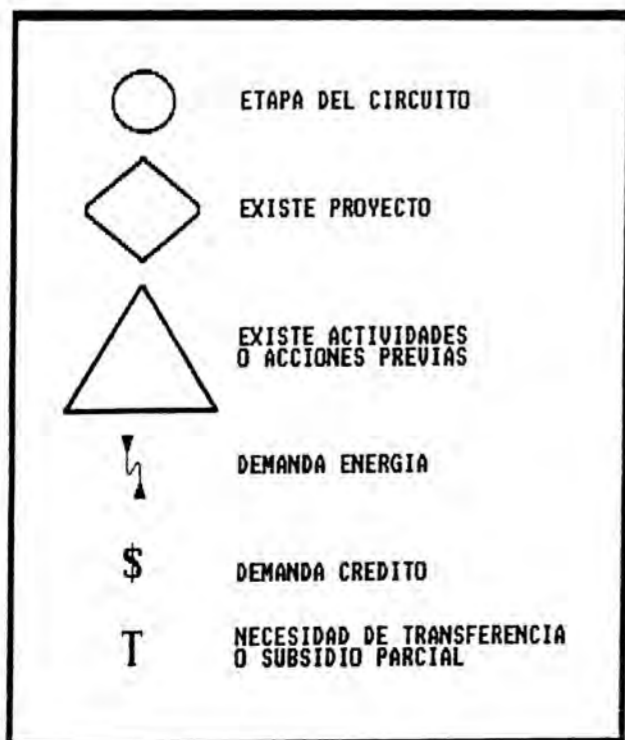 ETAPA DEL CIRCUITO
EXISTE PROYECTO
EXISTE ACTIVIDADES
O ACCIONES PREVIAS
DEMANDA ENERGIA
$ DEMANDA CREDITO
T NECESIDAD DE TRANSFERENCIA
O SUBSIDIO PARCIAL